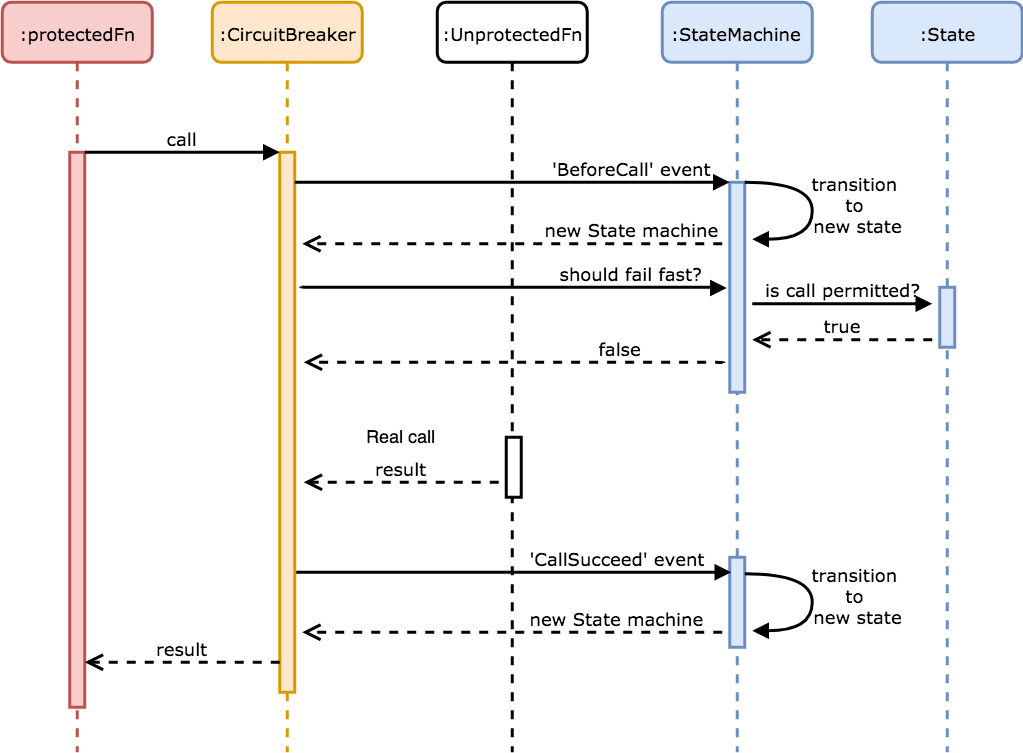 :protectedFn
:CircuitBreaker
:UnprotectedFn
:StateMachine
:State
call
'BeforeCall' event
transition
to
new state
new State machine
should fail fast?
is call permitted?
true
false
Real call
result
'CallSucceed' event
transition
to
new state
new State machine
result